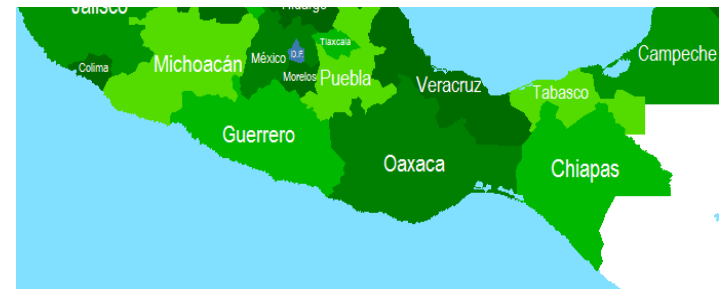 Jalisco
Hidalgo
Tlaxcala
Colima
Michoacán
México
D.F.
Morelos
Puebla
Veracruz
Tabasco
Campeche
Guerrero
Oaxaca
Chiapas